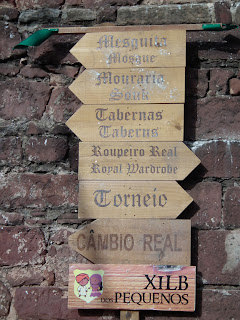 Mesquita
Mosque
Mouraria
Souk
Tabernas
Taverns
Roupeiro Real
Royal Wardrobe
Torneio
CÂMBIO REAL
XILB
DOS PEQUENOS